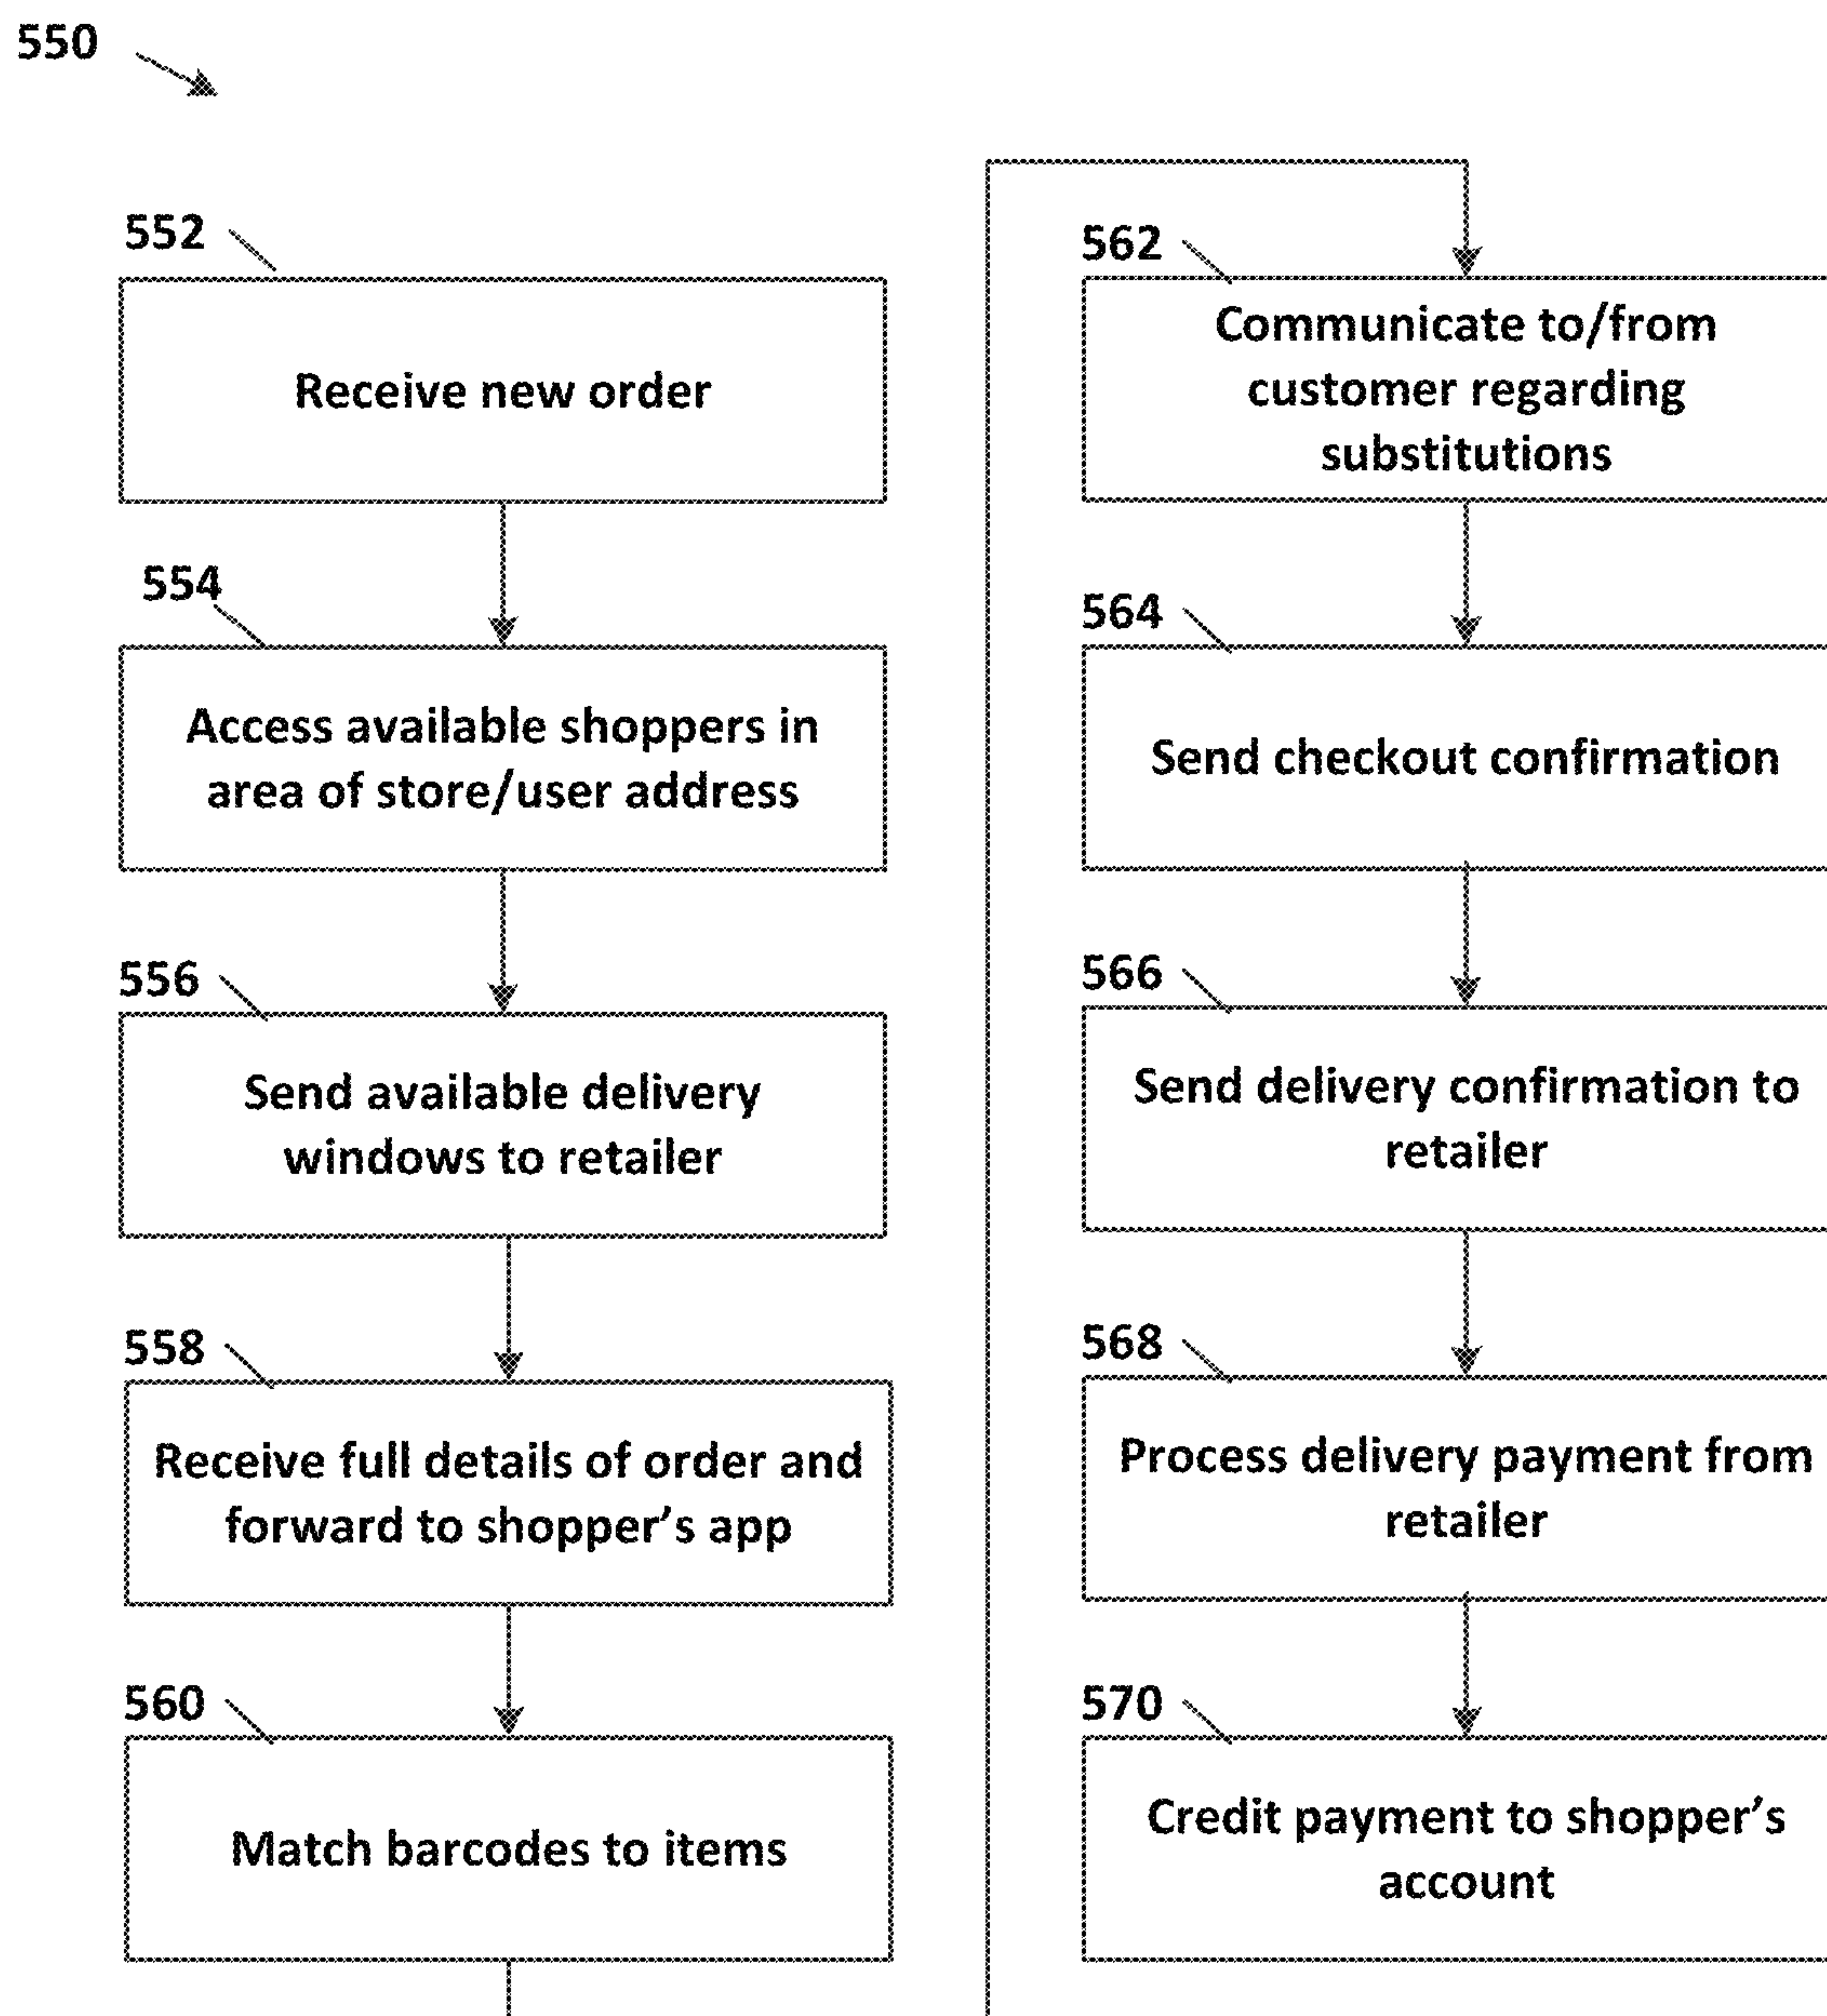 550
552
Receive new order
554
Access available shoppers in
area of store/user address
556
Send available delivery
windows to retailer
558
Receive full details of order and
forward to shopper’s app
560
Match barcodes to items
562
Communicate to/from
customer regarding
substitutions
564
Send checkout confirmation
566
Send delivery confirmation to
retailer
568
Process delivery payment from
retailer
570
Credit payment to shopper’s
account